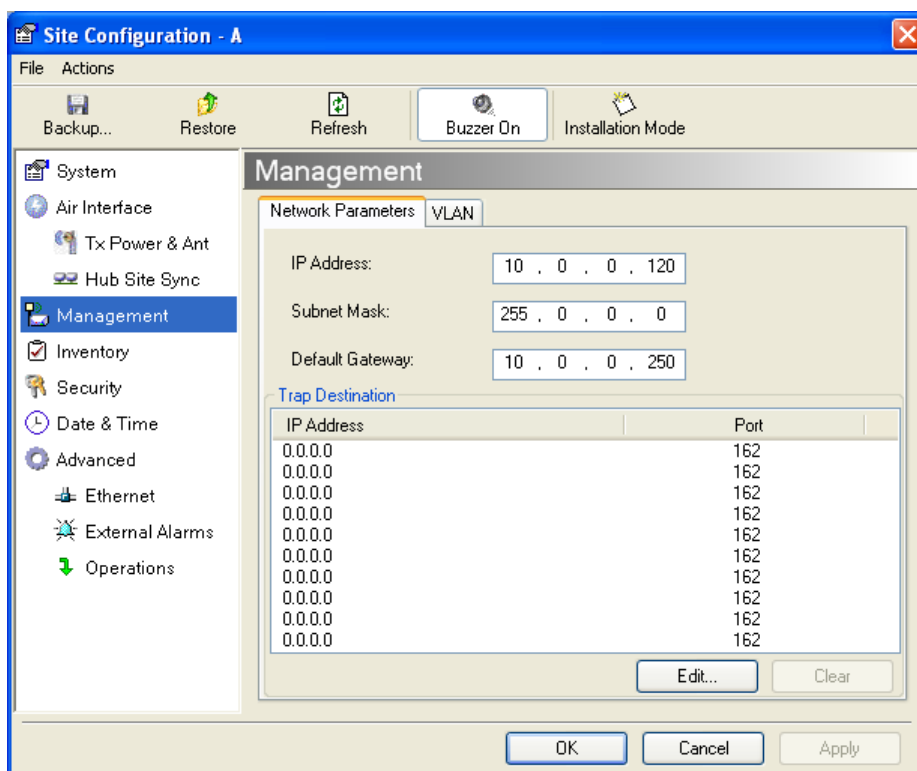 Site Configuration - A
File Actions
Backup... Restore Refresh Buzzer On Installation Mode
System
Air Interface
Tx Power & Ant
Hub Site Sync
Management
Inventory
Security
Date & Time
Advanced
Ethernet
External Alarms
Operations
Management
Network Parameters VLAN
IP Address: 10 . 0 . 0 . 120
Subnet Mask: 255 . 0 . 0 . 0
Default Gateway: 10 . 0 . 0 . 250
Trap Destination
IP Address Port
0.0.0.0 162
0.0.0.0 162
0.0.0.0 162
0.0.0.0 162
0.0.0.0 162
0.0.0.0 162
0.0.0.0 162
0.0.0.0 162
0.0.0.0 162
0.0.0.0 162
Edit... Clear
OK Cancel Apply